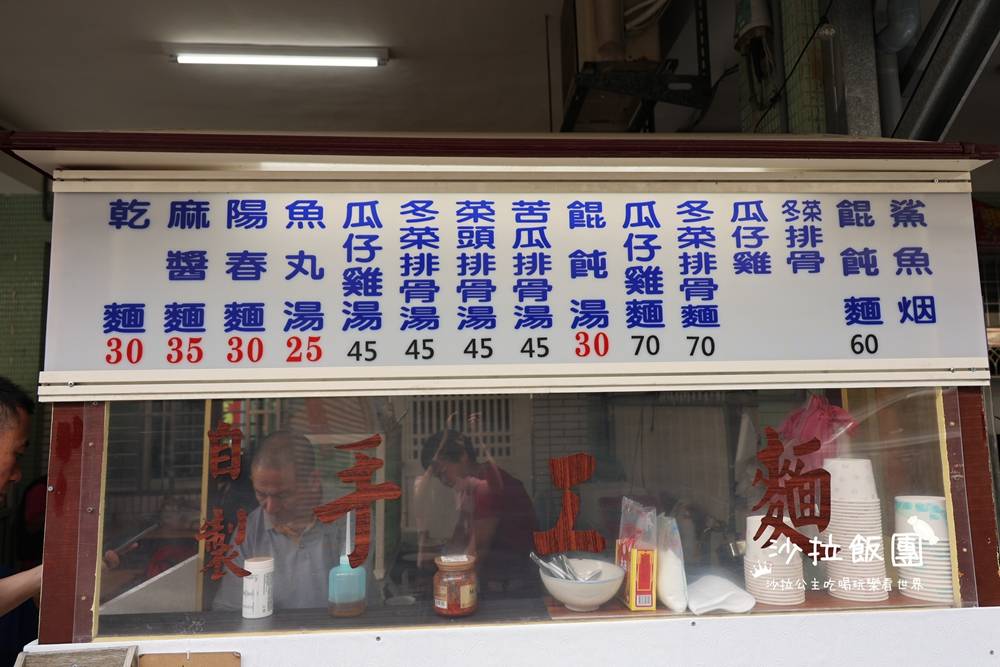 乾麵 30
麻醬麵 35
陽春麵 30
魚丸湯 25
瓜仔雞湯 45
冬菜排骨湯 45
菜頭排骨湯 45
苦瓜排骨湯 45
餛飩湯 30
瓜仔雞麵 70
冬菜排骨麵 70
瓜仔雞
冬菜排骨
餛飩麵 60
鯊魚烟
自製
手工麵
沙拉飯團
沙拉公主吃喝玩樂看世界